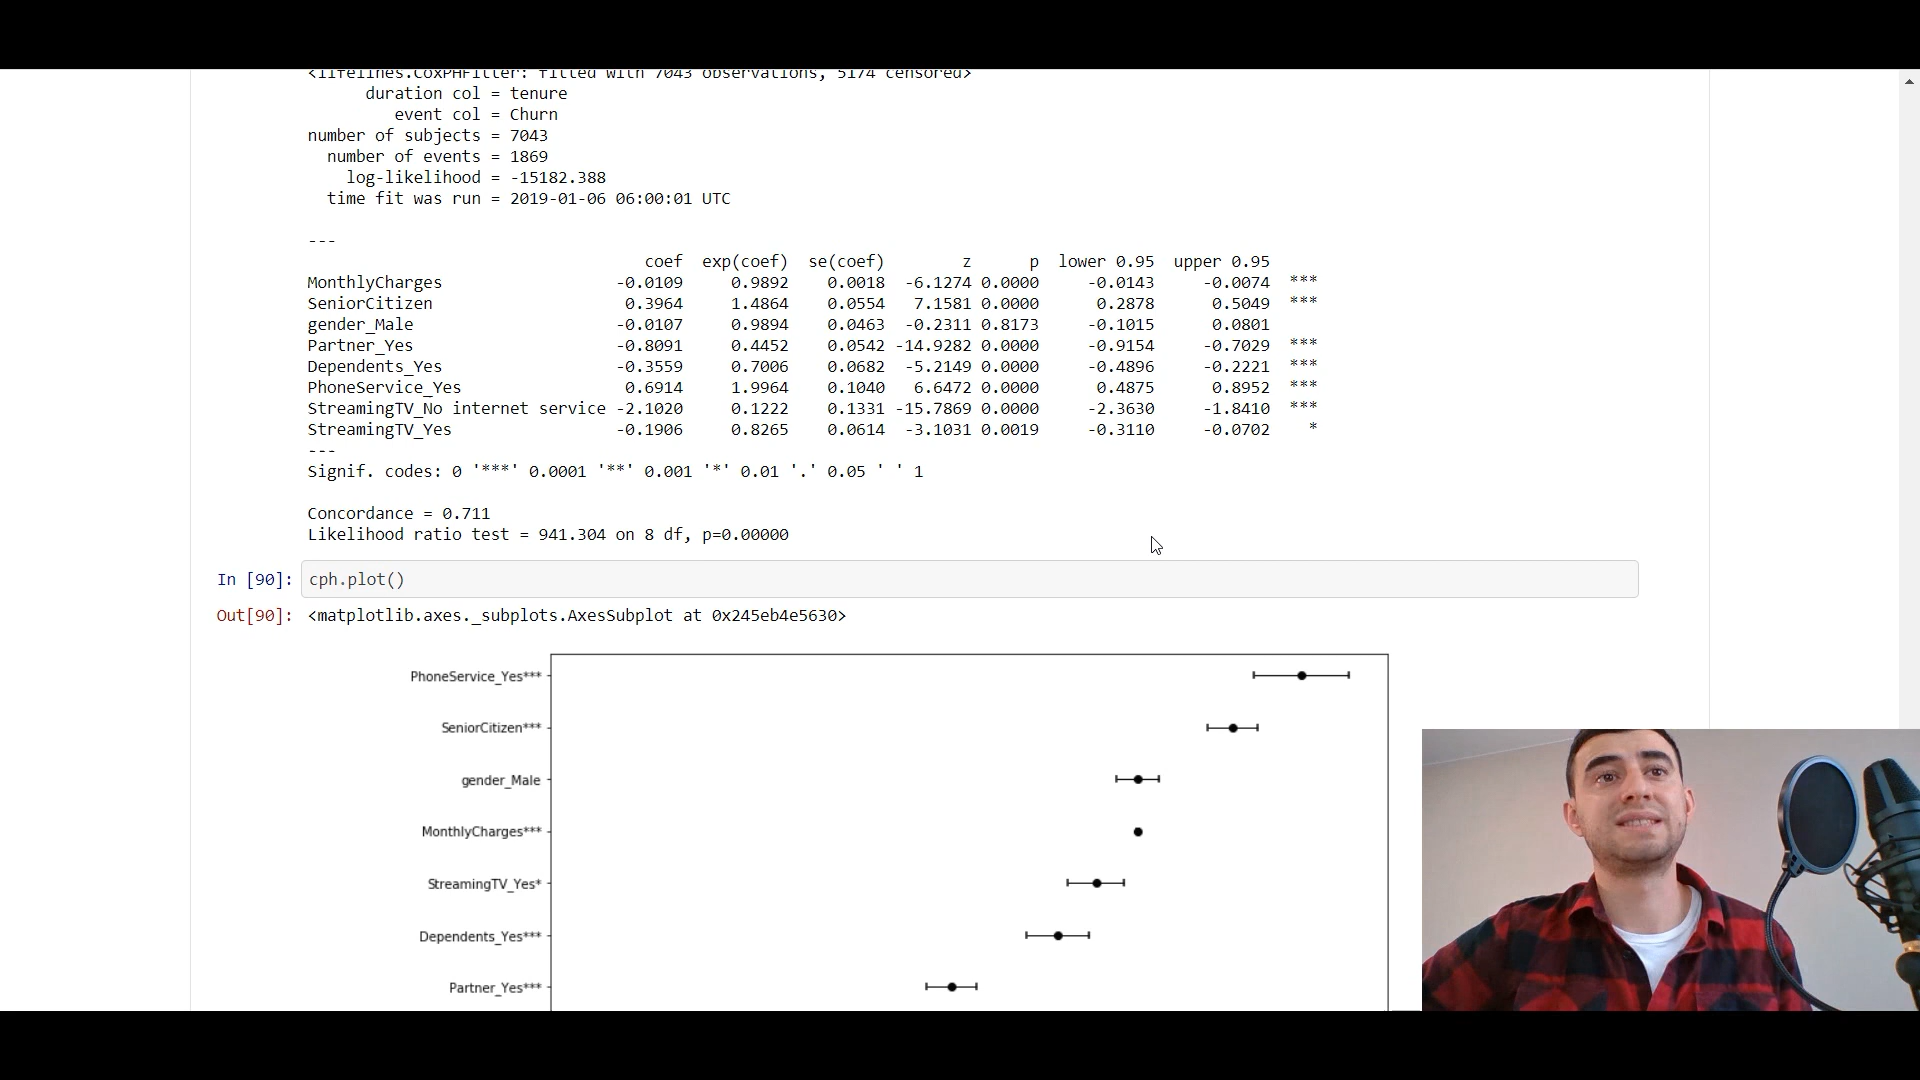 <lifelines.CoxPHFitter: fitted with 7043 observations, 5174 censored>
duration col = tenure
event col = Churn
number of subjects = 7043
number of events = 1869
log-likelihood = -15182.388
time fit was run = 2019-01-06 06:00:01 UTC
---
coef exp(coef) se(coef) z p lower 0.95 upper 0.95
MonthlyCharges -0.0109 0.9892 0.0018 -6.1274 0.0000 -0.0143 -0.0074 ***
SeniorCitizen 0.3964 1.4864 0.0554 7.1581 0.0000 0.2878 0.5049 ***
gender_Male -0.0107 0.9894 0.0463 -0.2311 0.8173 -0.1015 0.0801
Partner_Yes -0.8091 0.4452 0.0542 -14.9282 0.0000 -0.9154 -0.7029 ***
Dependents_Yes -0.3559 0.7006 0.0682 -5.2149 0.0000 -0.4896 -0.2221 ***
PhoneService_Yes 0.6914 1.9964 0.1040 6.6472 0.0000 0.4875 0.8952 ***
StreamingTV_No internet service -2.1020 0.1222 0.1331 -15.7869 0.0000 -2.3630 -1.8410 ***
StreamingTV_Yes -0.1906 0.8265 0.0614 -3.1031 0.0019 -0.3110 -0.0702 *
---
Signif. codes: 0 '***' 0.0001 '**' 0.001 '*' 0.01 '.' 0.05 ' ' 1
Concordance = 0.711
Likelihood ratio test = 941.304 on 8 df, p=0.00000
In [90]: cph.plot()
Out[90]: <matplotlib.axes._subplots.AxesSubplot at 0x245eb4e5630>
PhoneService_Yes***
SeniorCitizen***
gender_Male
MonthlyCharges***
StreamingTV_Yes*
Dependents_Yes***
Partner_Yes***